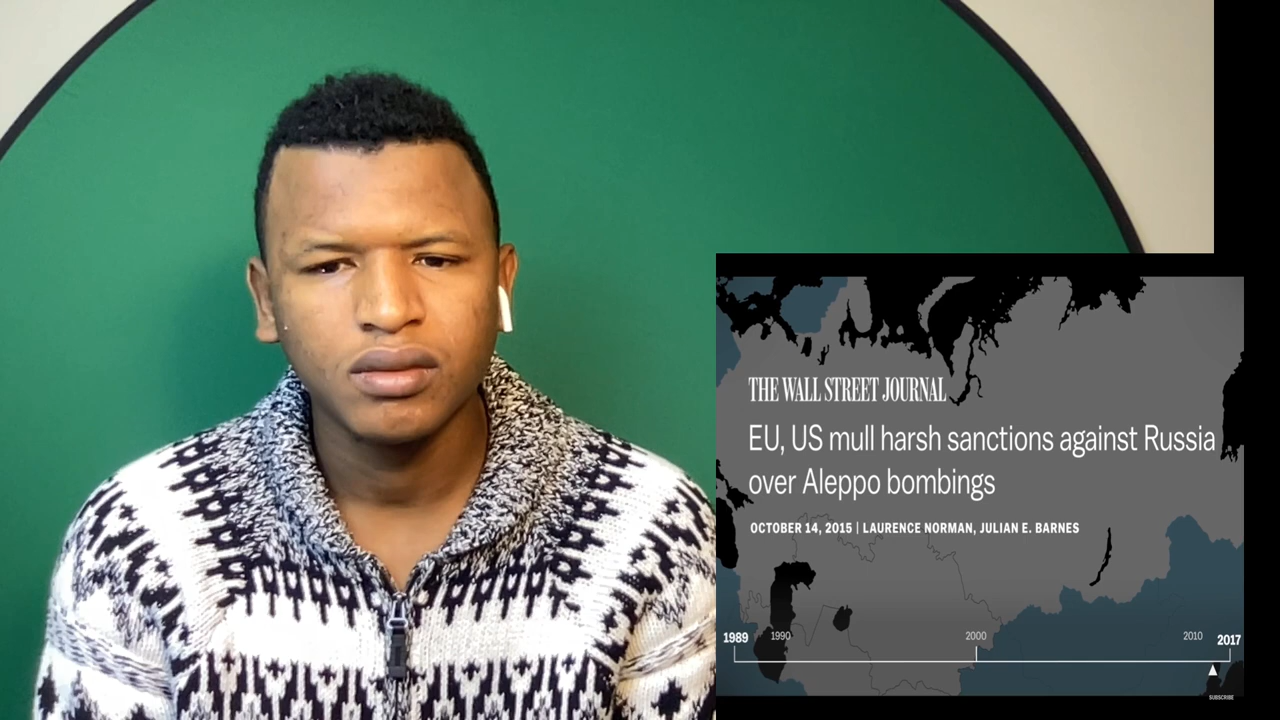 THE WALL STREET JOURNAL
EU, US mull harsh sanctions against Russia
over Aleppo bombings
OCTOBER 14, 2015 | LAURENCE NORMAN, JULIAN E. BARNES
1989 1990 2000 2010 2017
SUBSCRIBE